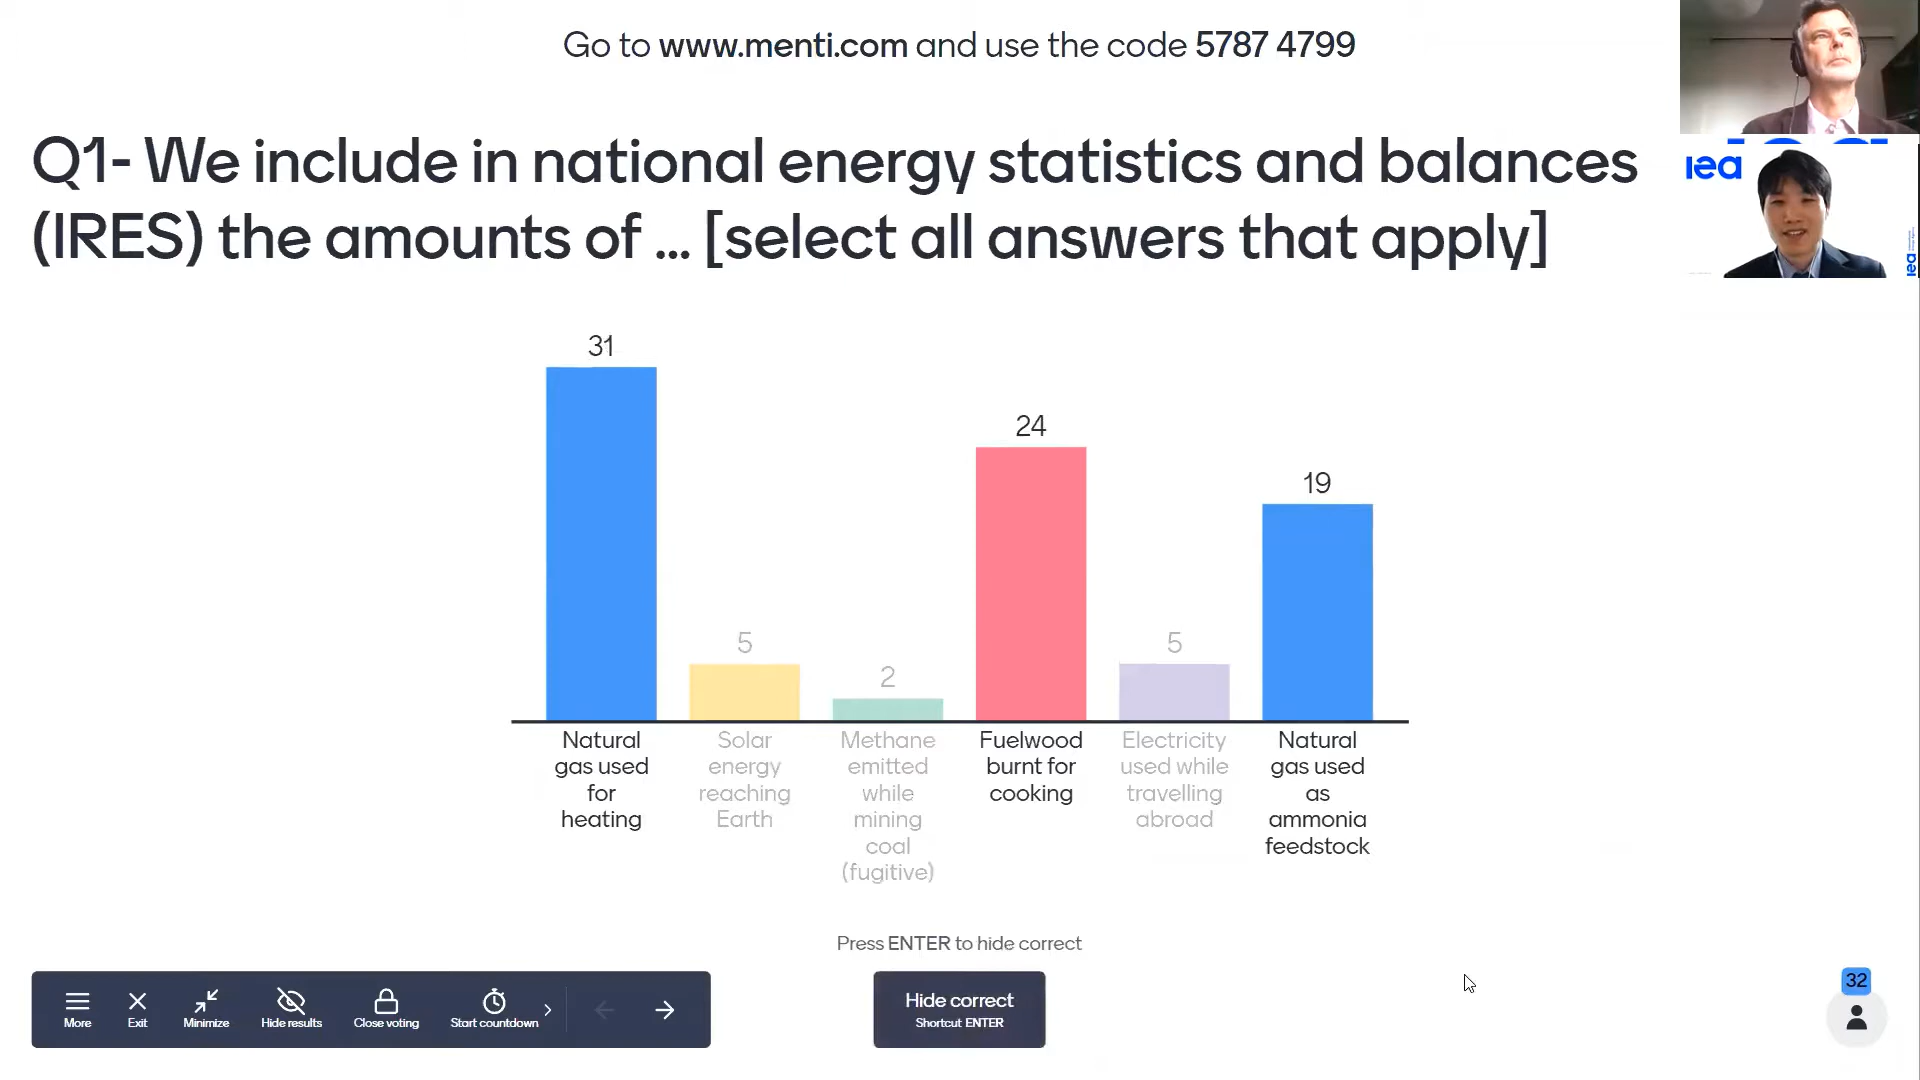 Go to www.menti.com and use the code 5787 4799
Q1- We include in national energy statistics and balances
(IRES) the amounts of ... [select all answers that apply]
iea
iea
31
5
2
24
5
19
Natural
gas used
for
heating
Solar
energy
reaching
Earth
Methane
emitted
while
mining
coal
(fugitive)
Fuelwood
burnt for
cooking
Electricity
used while
travelling
abroad
Natural
gas used
as
ammonia
feedstock
Press ENTER to hide correct
More
Exit
Minimize
Hide results
Close voting
Start countdown
Hide correct
Shortcut ENTER
32